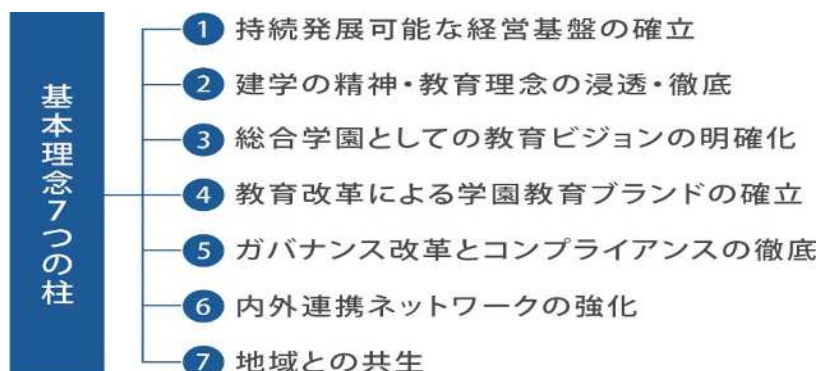 基本理念7つの柱
1 持続発展可能な経営基盤の確立
2 建学の精神・教育理念の浸透・徹底
3 総合学園としての教育ビジョンの明確化
4 教育改革による学園教育ブランドの確立
5 ガバナンス改革とコンプライアンスの徹底
6 内外連携ネットワークの強化
7 地域との共生